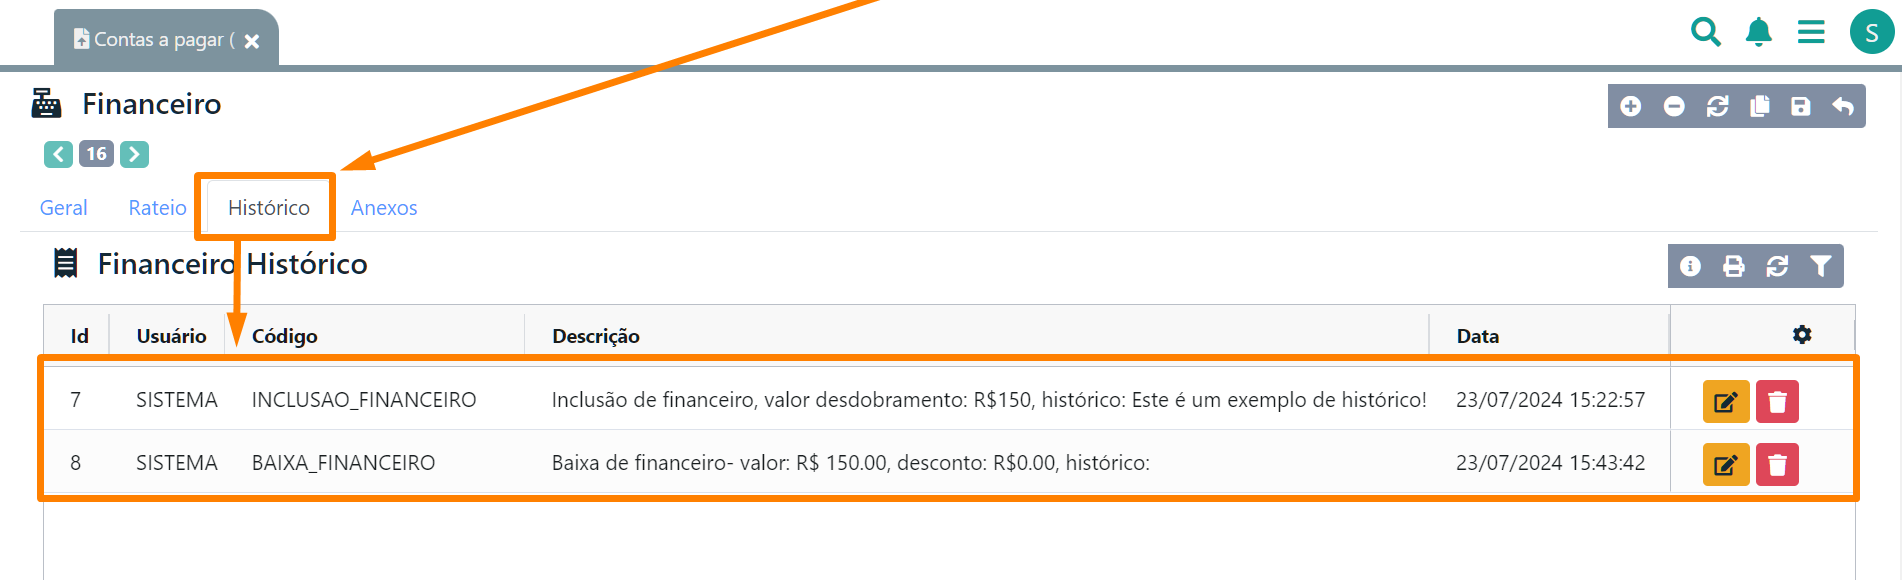 Contas a pagar (
S
Financeiro
16
Geral Rateio Histórico Anexos
Financeiro Histórico
Id Usuário Código Descrição Data
7 SISTEMA INCLUSAO_FINANCEIRO Inclusão de financeiro, valor desdobramento: R$150, histórico: Este é um exemplo de histórico! 23/07/2024 15:22:57
8 SISTEMA BAIXA_FINANCEIRO Baixa de financeiro- valor: R$ 150.00, desconto: R$0.00, histórico: 23/07/2024 15:43:42